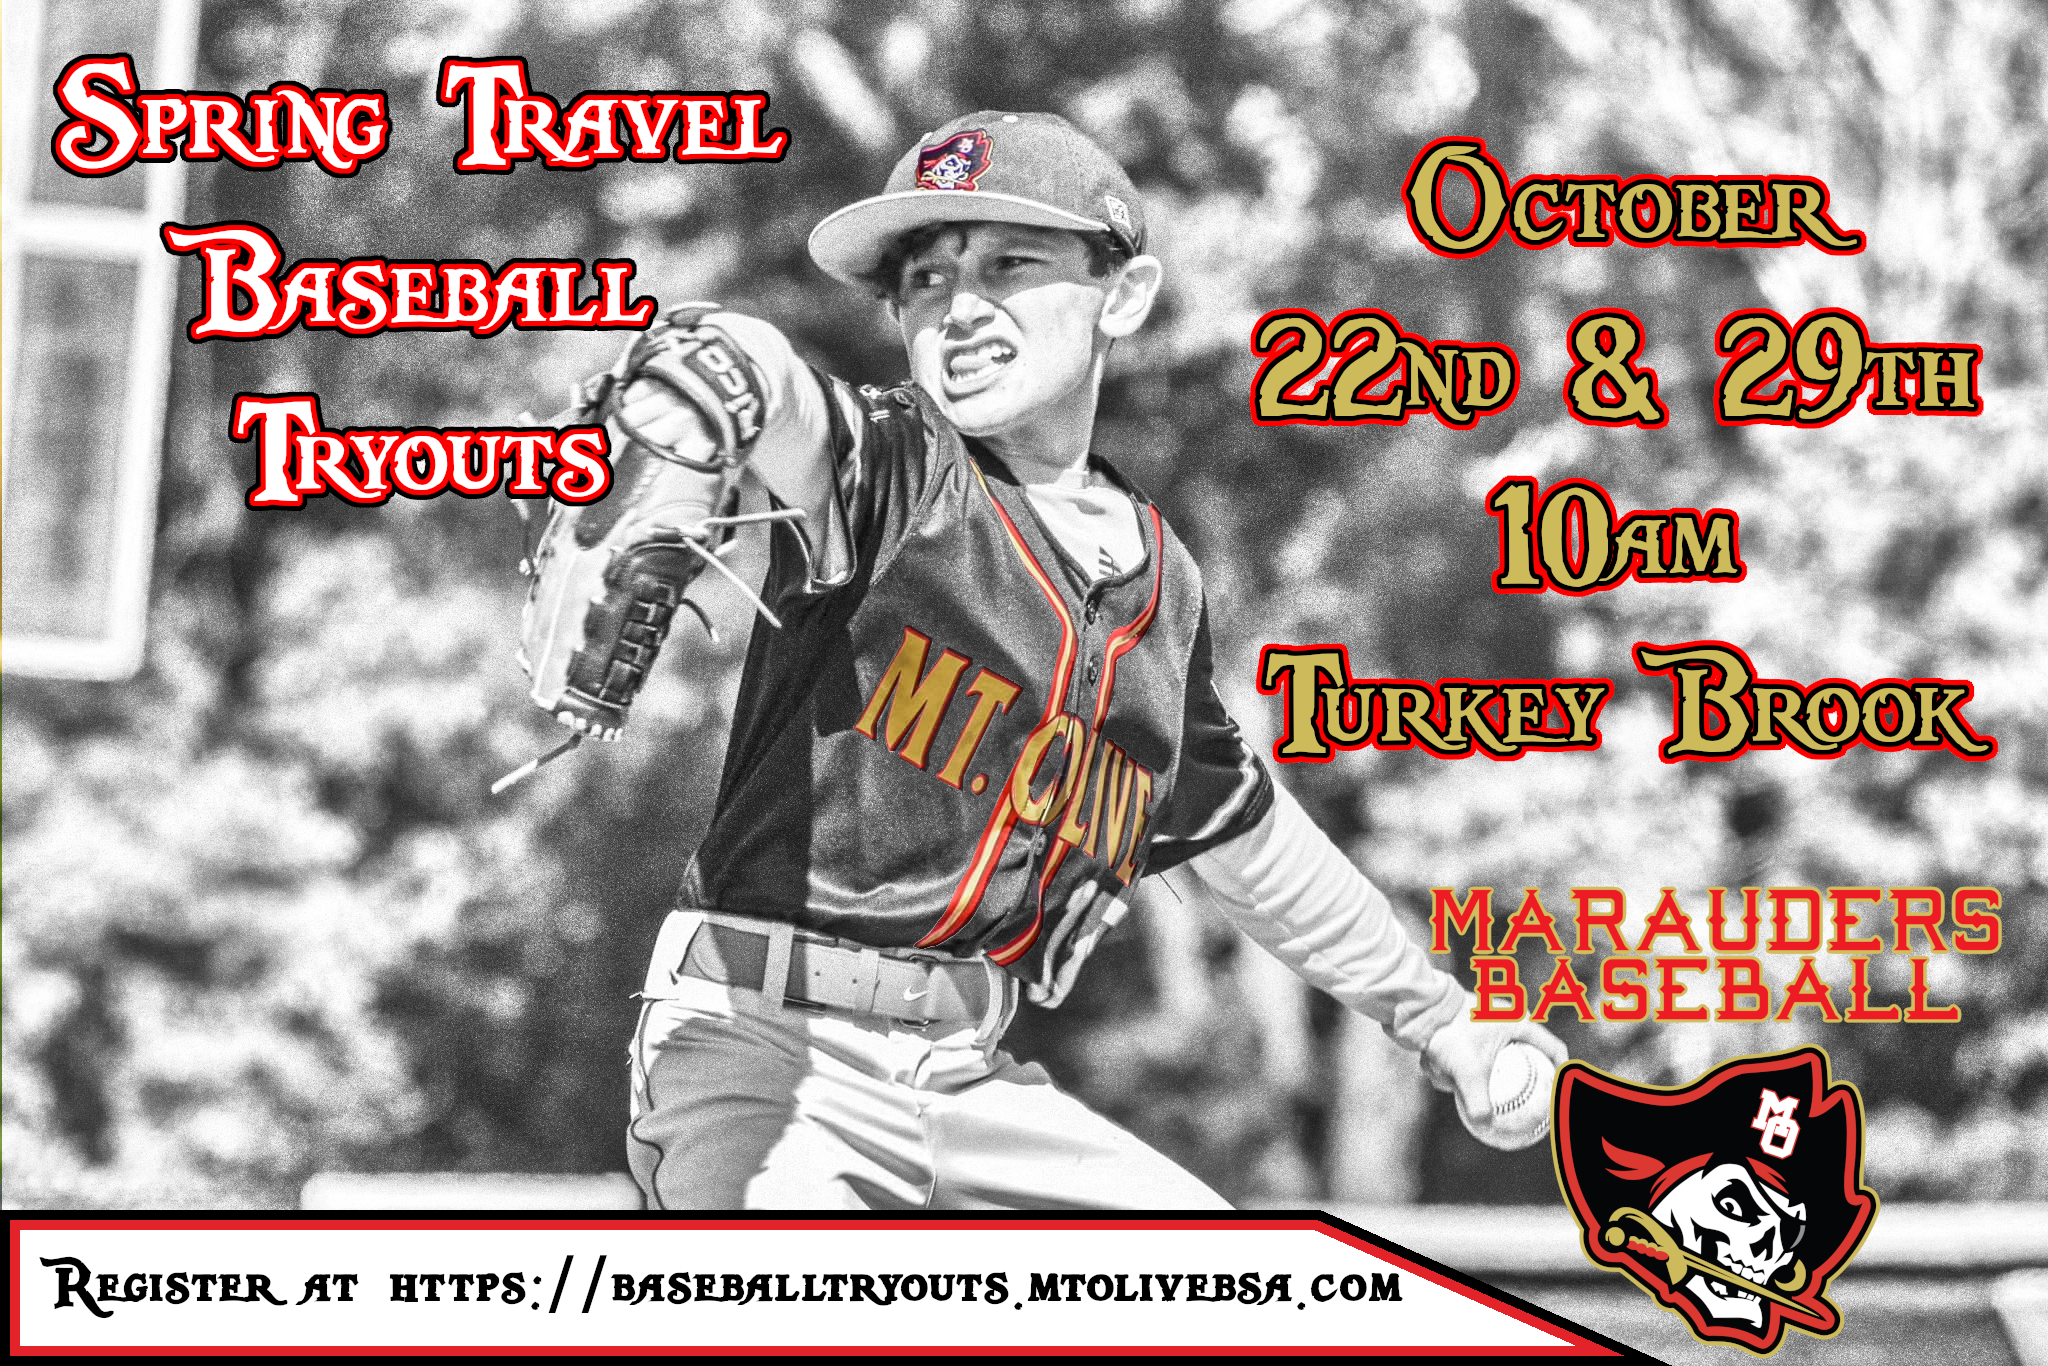 Spring Travel
Baseball
Tryouts
October
22nd & 29th
10am
Turkey Brook
MT. OLIVE
MARAUDERS
BASEBALL
MO
Register at https://baseballtryouts.mtolivebsa.com